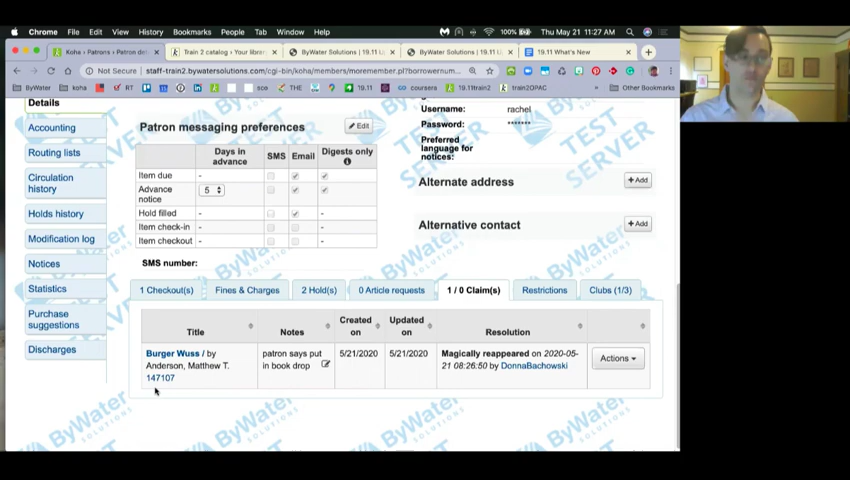 Chrome File Edit View History Bookmarks People Tab Window Help 100% Thu May 21 11:27 AM
Koha › Patrons › Patron det
Train 2 catalog › Your librar
ByWater Solutions | 19.11 U
ByWater Solutions | 19.11 U
19.11 What's New
Not Secure | staff-train2.bywatersolutions.com/cgi-bin/koha/members/moremember.pl?borrowernum...
ByWater koha RT sce THE 19.11 coursera 19.11train2 train2OPAC » Other Bookmarks
Details
Accounting
Routing lists
Circulation
history
Holds history
Modification log
Notices
Statistics
Purchase
suggestions
Discharges
Patron messaging preferences Edit
Days in
advance
SMS Email Digests only
Item due -
Advance
notice
5
Hold filled - -
Item check-in - -
Item checkout - -
SMS number:
Username: rachel
Password: *******
Preferred
language for
notices:
Alternate address + Add
Alternative contact + Add
1 Checkout(s) Fines & Charges 2 Hold(s) 0 Article requests 1 / 0 Claim(s) Restrictions Clubs (1/3)
Title Notes Created
on Updated
on Resolution
Burger Wuss / by
Anderson, Matthew T.
147107
patron says put
in book drop
5/21/2020 5/21/2020
Magically reappeared on 2020-05-
21 08:26:50 by DonnaBachowski
Actions
TEST
SERVER
ByWater
SOLUTIONS